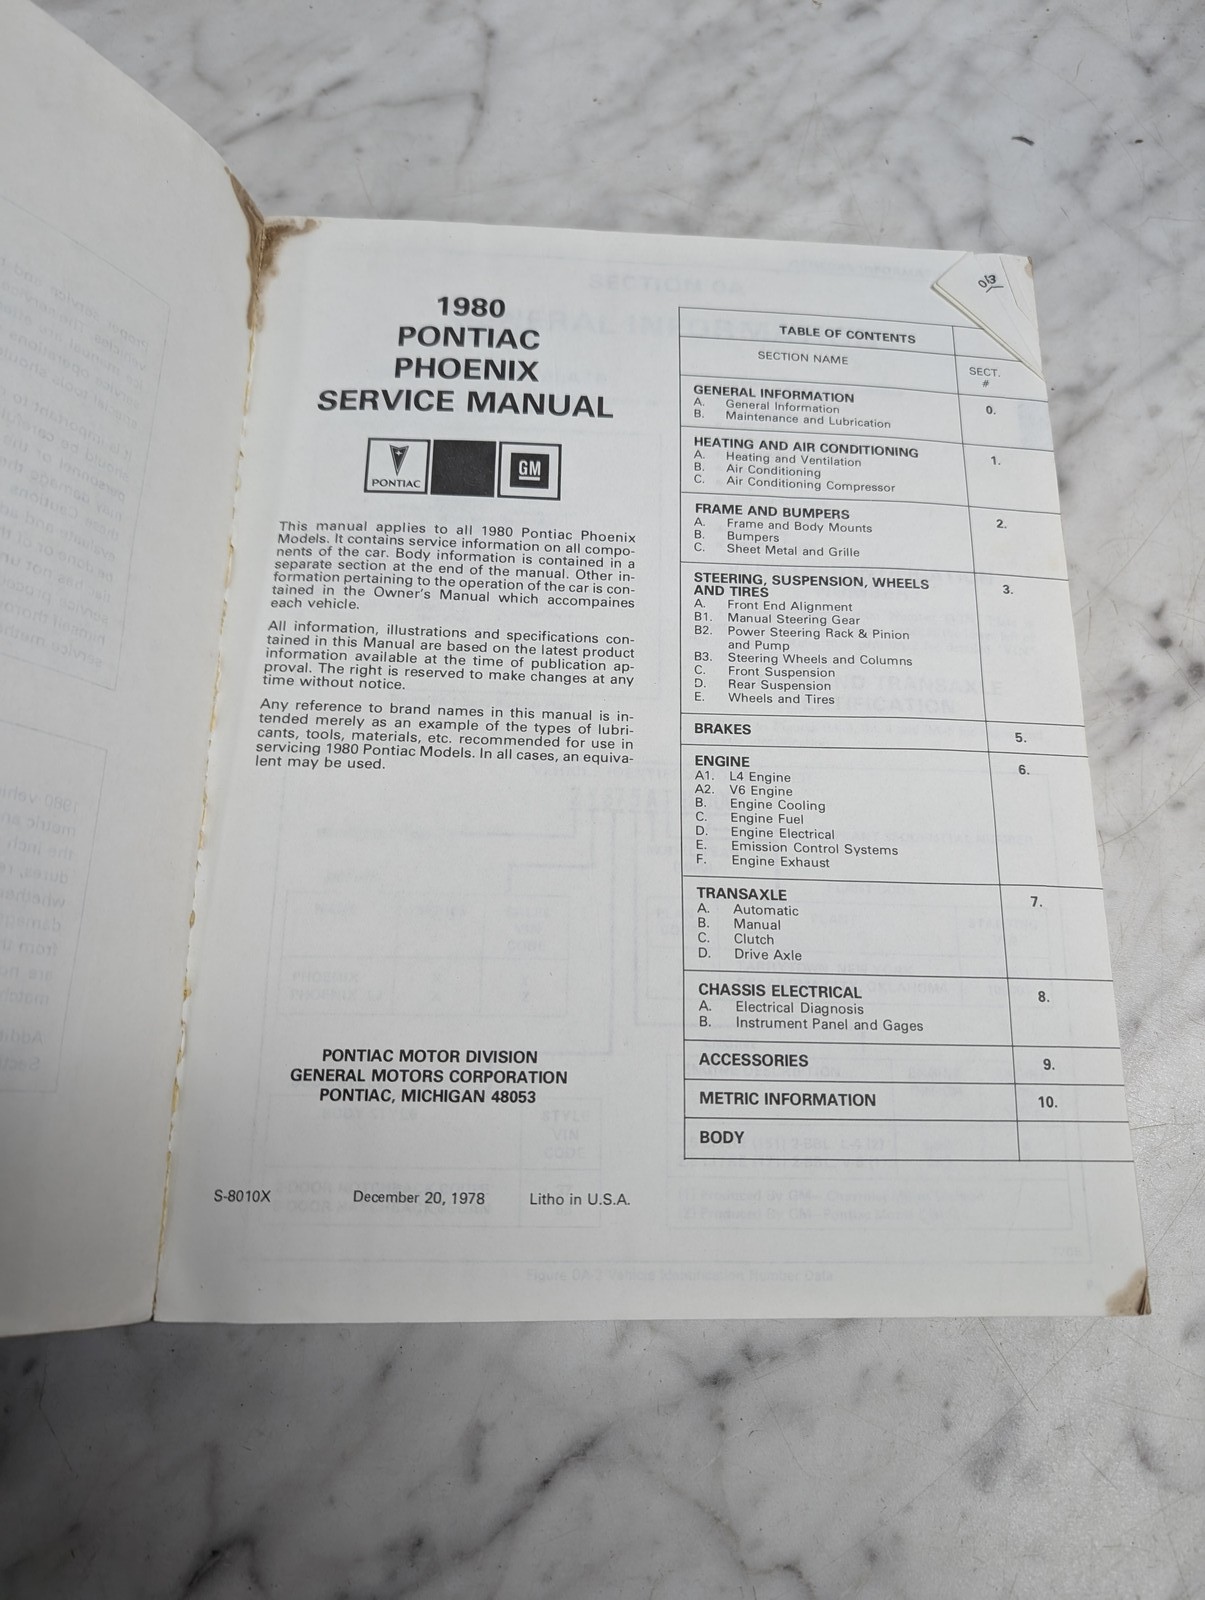 1980
PONTIAC
PHOENIX
SERVICE MANUAL
PONTIAC
GM
This manual applies to all 1980 Pontiac Phoenix
Models. It contains service information on all compo-
nents of the car. Body information is contained in a
separate section at the end of the manual. Other in-
formation pertaining to the operation of the car is con-
tained in the Owner's Manual which accompaines
each vehicle.
All information, illustrations and specifications con-
tained in this Manual are based on the latest product
information available at the time of publication ap-
proval. The right is reserved to make changes at any
time without notice.
Any reference to brand names in this manual is in-
tended merely as an example of the types of lubri-
cants, tools, materials, etc. recommended for use in
servicing 1980 Pontiac Models. In all cases, an equiva-
lent may be used.
PONTIAC MOTOR DIVISION
GENERAL MOTORS CORPORATION
PONTIAC, MICHIGAN 48053
S-8010X December 20, 1978 Litho in U.S.A.
TABLE OF CONTENTS
SECTION NAME SECT. #
GENERAL INFORMATION 0.
A. General Information
B. Maintenance and Lubrication
HEATING AND AIR CONDITIONING 1.
A. Heating and Ventilation
B. Air Conditioning
C. Air Conditioning Compressor
FRAME AND BUMPERS 2.
A. Frame and Body Mounts
B. Bumpers
C. Sheet Metal and Grille
STEERING, SUSPENSION, WHEELS 3.
AND TIRES
A. Front End Alignment
B1. Manual Steering Gear
B2. Power Steering Rack & Pinion
and Pump
B3. Steering Wheels and Columns
C. Front Suspension
D. Rear Suspension
E. Wheels and Tires
BRAKES 5.
ENGINE 6.
A1. L4 Engine
A2. V6 Engine
B. Engine Cooling
C. Engine Fuel
D. Engine Electrical
E. Emission Control Systems
F. Engine Exhaust
TRANSAXLE 7.
A. Automatic
B. Manual
C. Clutch
D. Drive Axle
CHASSIS ELECTRICAL 8.
A. Electrical Diagnosis
B. Instrument Panel and Gages
ACCESSORIES 9.
METRIC INFORMATION 10.
BODY